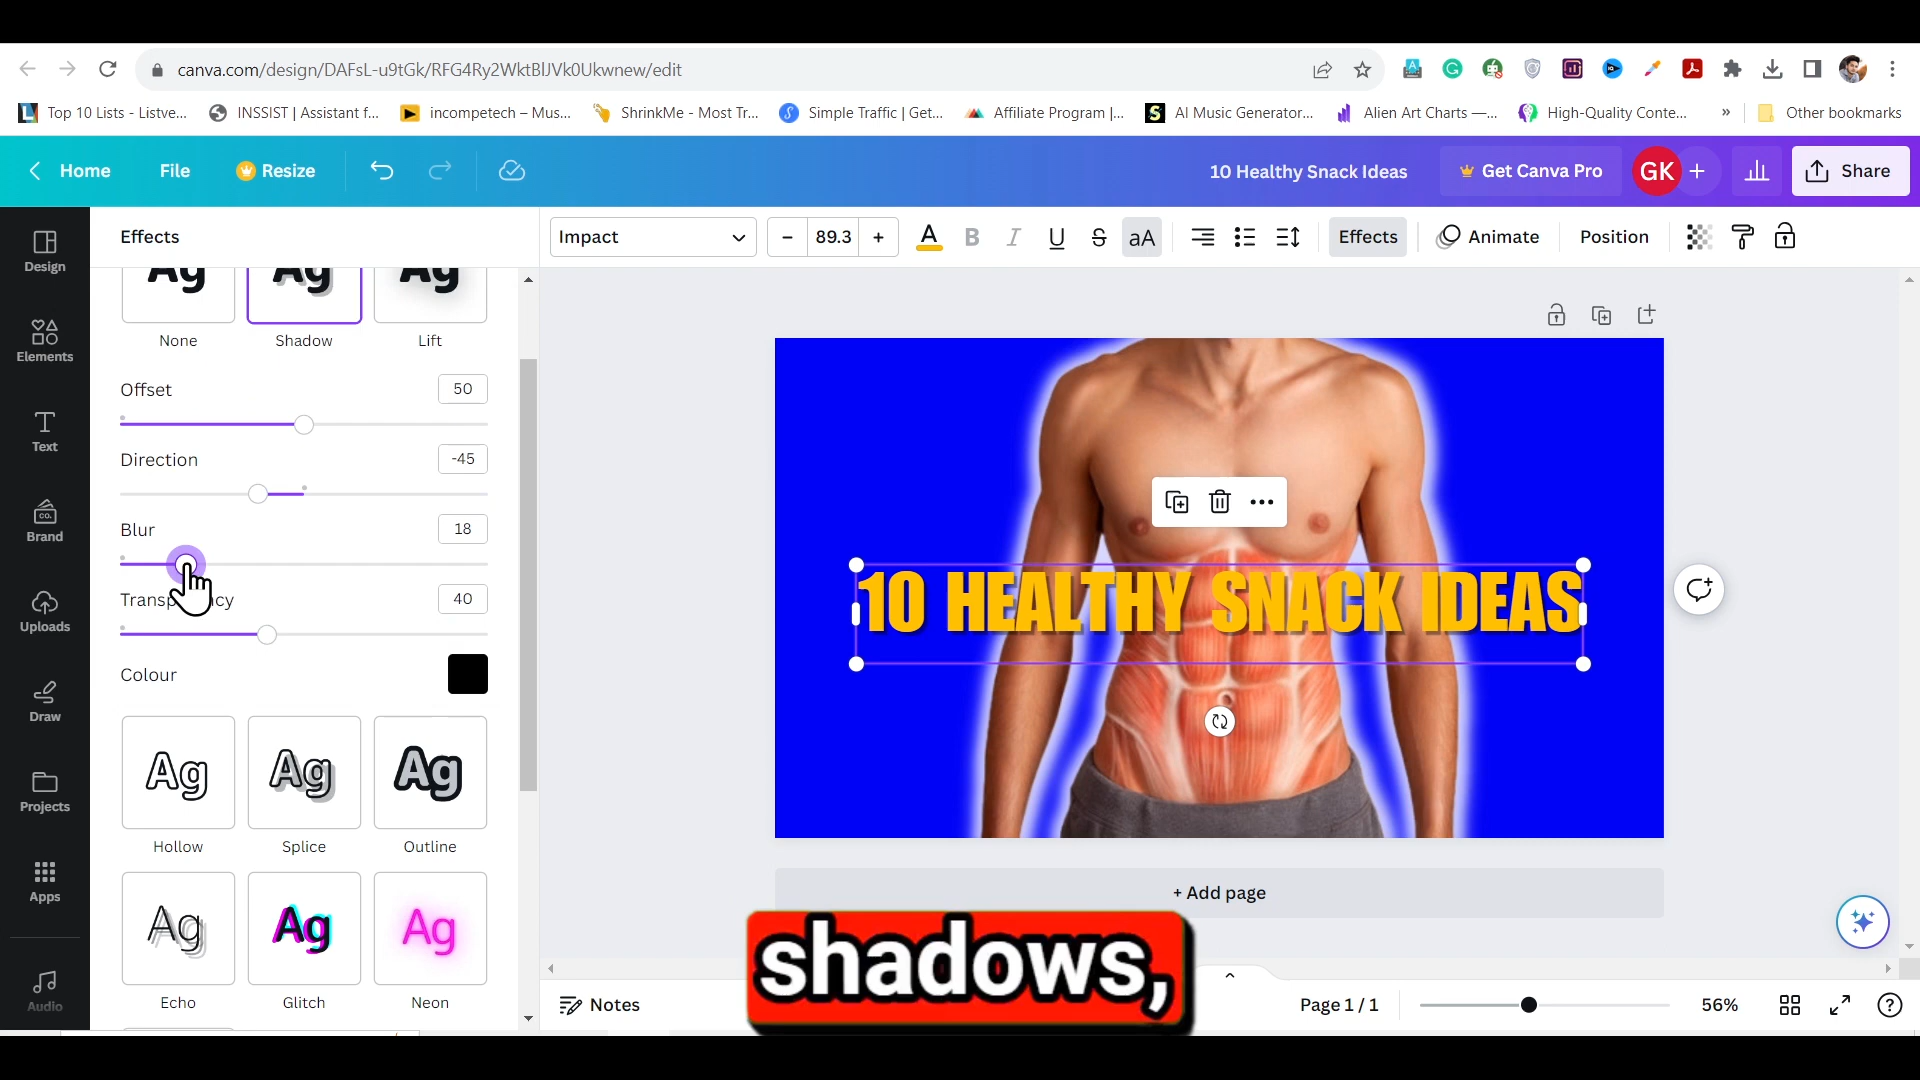 canva.com/design/DAFsL-u9tGk/RFG4Ry2WktBlJVk0Ukwnew/edit
Top 10 Lists - Listve...
INSSIST | Assistant f...
incompetech – Mus...
ShrinkMe - Most Tr...
Simple Traffic | Get...
Affiliate Program |...
AI Music Generator...
Alien Art Charts —...
High-Quality Conte...
»
Other bookmarks
Home
File
Resize
10 Healthy Snack Ideas
Get Canva Pro
GK
+
Share
Design
Elements
Text
Brand
Uploads
Draw
Projects
Apps
Audio
Effects
Ag
Ag
Ag
None
Shadow
Lift
Offset
50
Direction
-45
Blur
18
40
Colour
Ag
Ag
Ag
Hollow
Splice
Outline
Ag
Ag
Ag
Echo
Glitch
Neon
Impact
– 89.3 +
A
B
I
U
S
aA
Effects
Animate
Position
10 HEALTHY SNACK IDEAS
+ Add page
shadows,
Notes
Page 1 / 1
56%